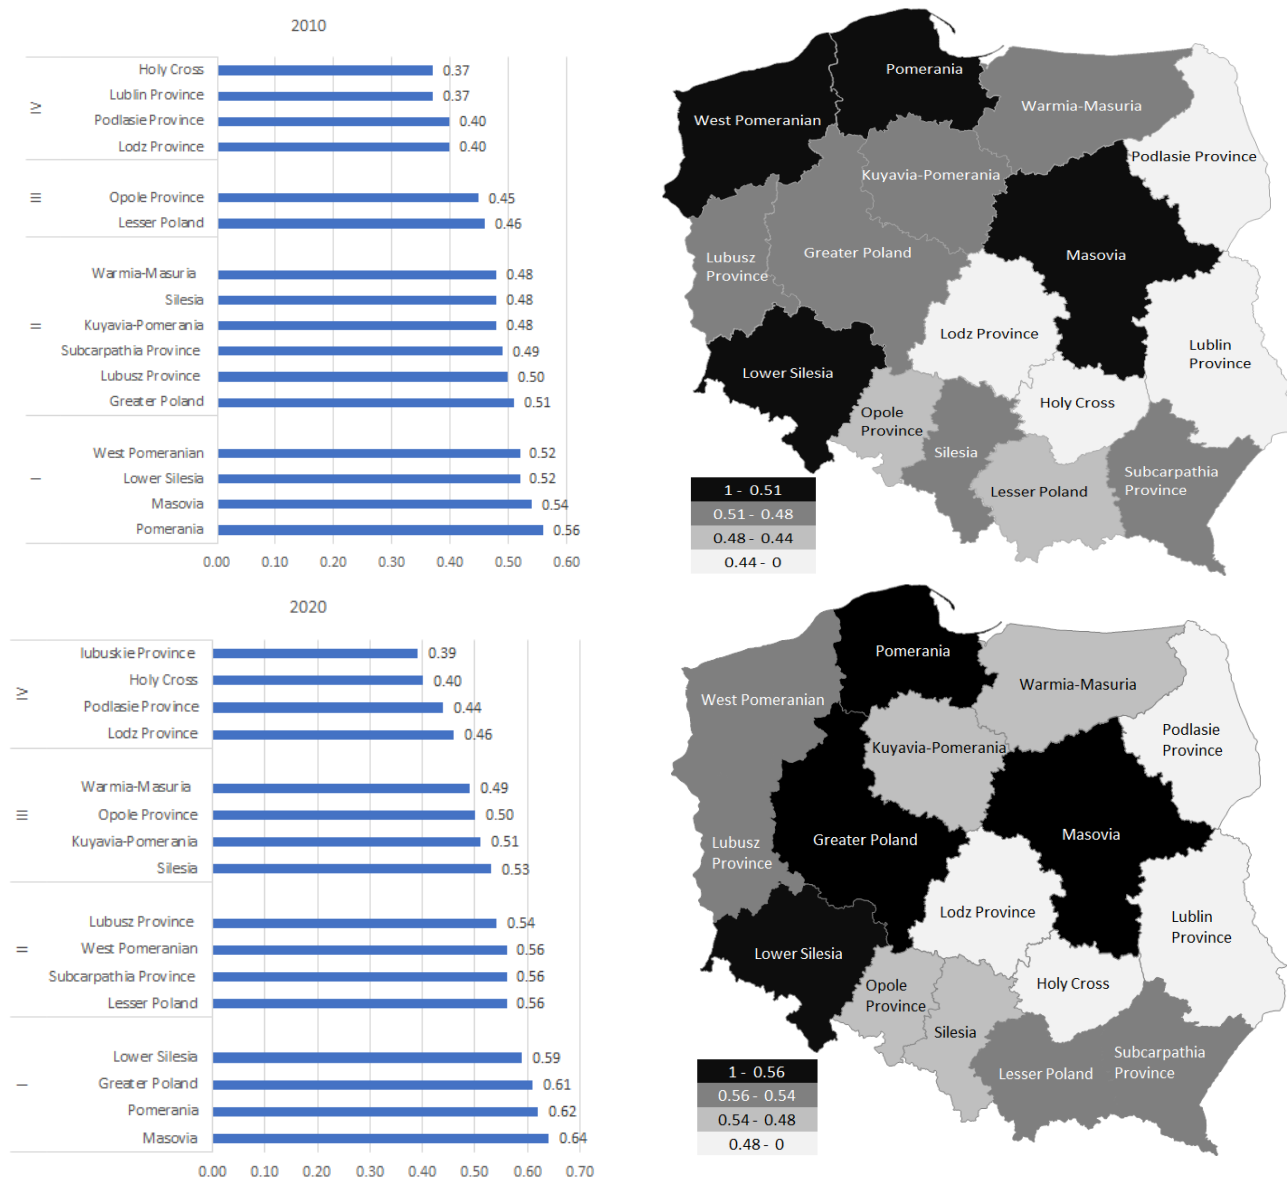 2010
IV
Holy Cross 0.37
Lublin Province 0.37
Podlasie Province 0.40
Lodz Province 0.40
III
Opole Province 0.45
Lesser Poland 0.46
II
Warmia-Masuria 0.48
Silesia 0.48
Kuyavia-Pomerania 0.48
Subcarpathia Province 0.49
Lubusz Province 0.50
Greater Poland 0.51
I
West Pomeranian 0.52
Lower Silesia 0.52
Masovia 0.54
Pomerania 0.56
0.00 0.10 0.20 0.30 0.40 0.50 0.60
Pomerania
Warmia-Masuria
West Pomeranian
Podlasie Province
Kuyavia-Pomerania
Greater Poland
Masovia
Lubusz
Province
Lodz Province
Lublin
Province
Lower Silesia
Holy Cross
Opole
Province
Silesia
Subcarpathia
Province
Lesser Poland
1 - 0.51
0.51 - 0.48
0.48 - 0.44
0.44 - 0
2020
IV
lubuskie Province 0.39
Holy Cross 0.40
Podlasie Province 0.44
Lodz Province 0.46
III
Warmia-Masuria 0.49
Opole Province 0.50
Kuyavia-Pomerania 0.51
Silesia 0.53
II
Lubusz Province 0.54
West Pomeranian 0.56
Subcarpathia Province 0.56
Lesser Poland 0.56
I
Lower Silesia 0.59
Greater Poland 0.61
Pomerania 0.62
Masovia 0.64
0.00 0.10 0.20 0.30 0.40 0.50 0.60 0.70
Pomerania
Warmia-Masuria
West Pomeranian
Podlasie
Province
Kuyavia-Pomerania
Masovia
Greater Poland
Lubusz
Province
Lodz Province
Lublin
Province
Lower Silesia
Holy Cross
Opole
Province
Silesia
Subcarpathia
Province
Lesser Poland
1 - 0.56
0.56 - 0.54
0.54 - 0.48
0.48 - 0